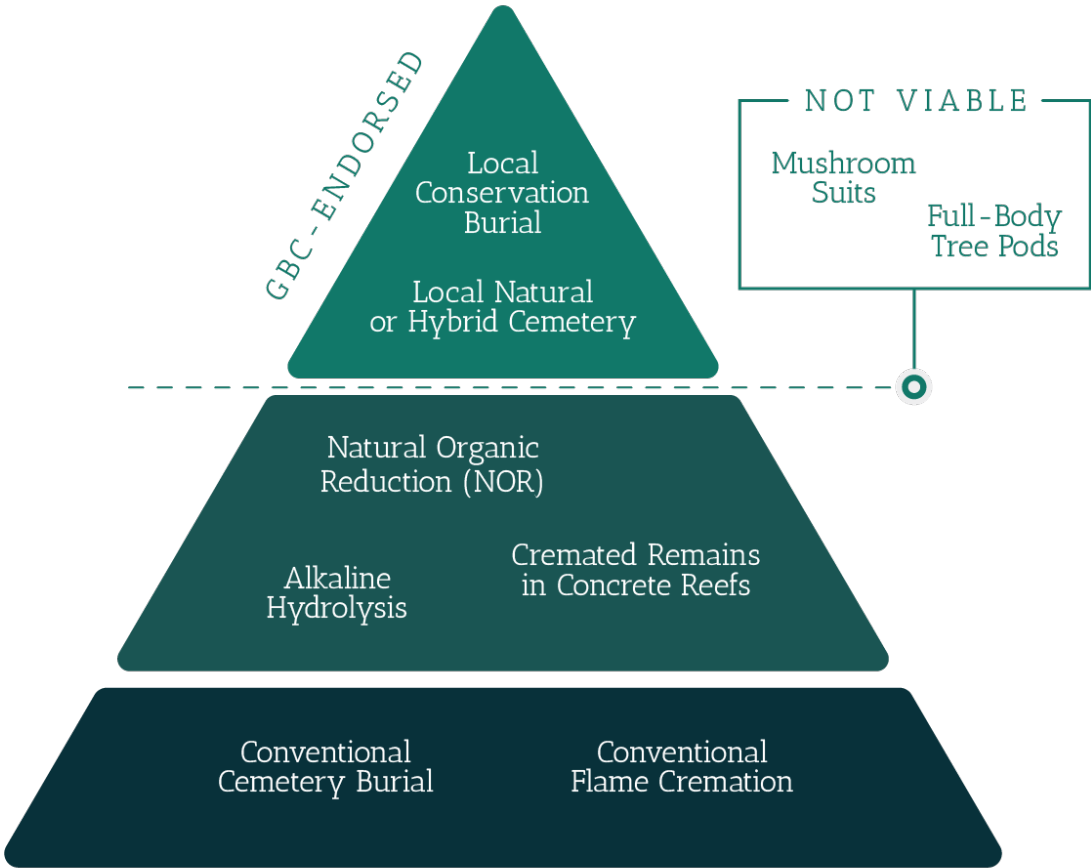 GBC-ENDORSED
Local
Conservation
Burial
Local Natural
or Hybrid Cemetery
NOT VIABLE
Mushroom
Suits
Full-Body
Tree Pods
Natural Organic
Reduction (NOR)
Alkaline
Hydrolysis
Cremated Remains
in Concrete Reefs
Conventional
Cemetery Burial
Conventional
Flame Cremation